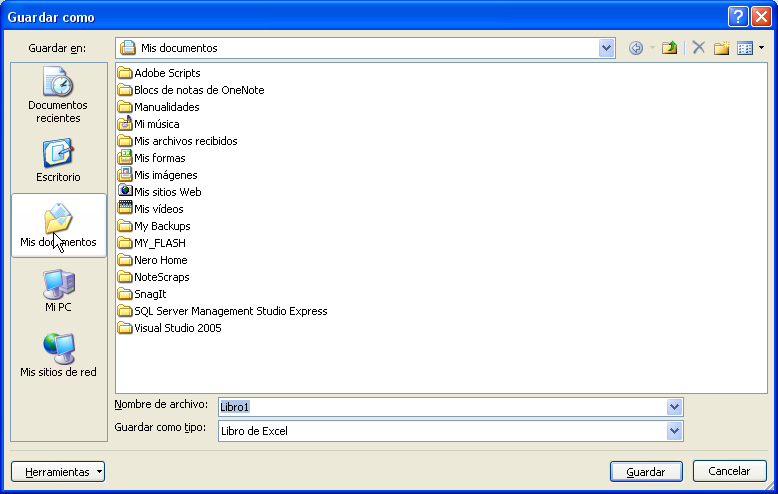 Guardar como
Guardar en:
Mis documentos
Documentos
recientes
Escritorio
Mis documentos
Mi PC
Mis sitios de red
Adobe Scripts
Blocs de notas de OneNote
Manualidades
Mi música
Mis archivos recibidos
Mis formas
Mis imágenes
Mis sitios Web
Mis vídeos
My Backups
MY_FLASH
Nero Home
NoteScraps
SnagIt
SQL Server Management Studio Express
Visual Studio 2005
Nombre de archivo:
Libro1
Guardar como tipo:
Libro de Excel
Herramientas
Guardar
Cancelar